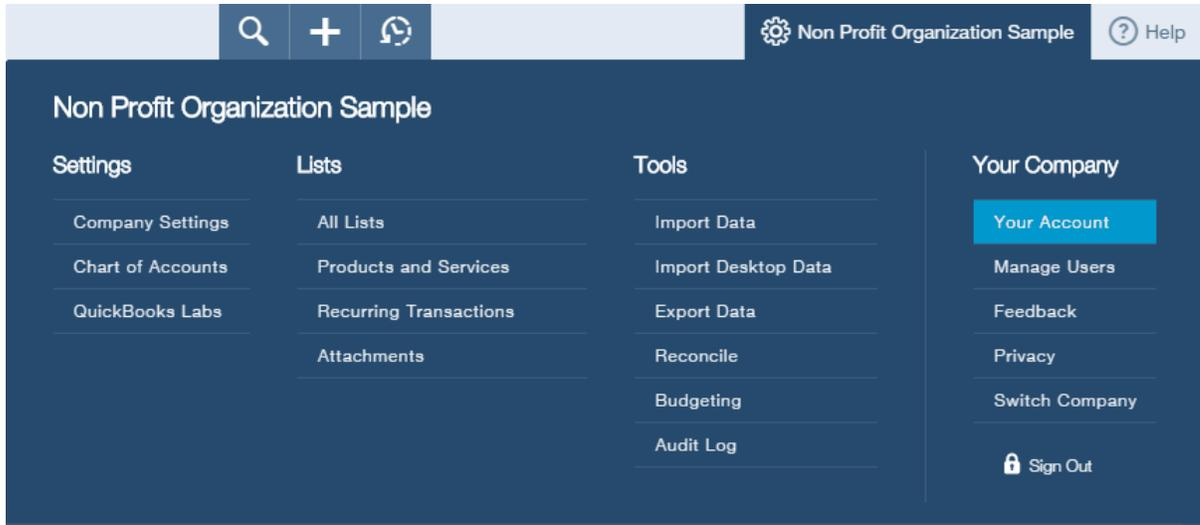 Non Profit Organization Sample
Help
Non Profit Organization Sample
Settings
Company Settings
Chart of Accounts
QuickBooks Labs
Lists
All Lists
Products and Services
Recurring Transactions
Attachments
Tools
Import Data
Import Desktop Data
Export Data
Reconcile
Budgeting
Audit Log
Your Company
Your Account
Manage Users
Feedback
Privacy
Switch Company
Sign Out